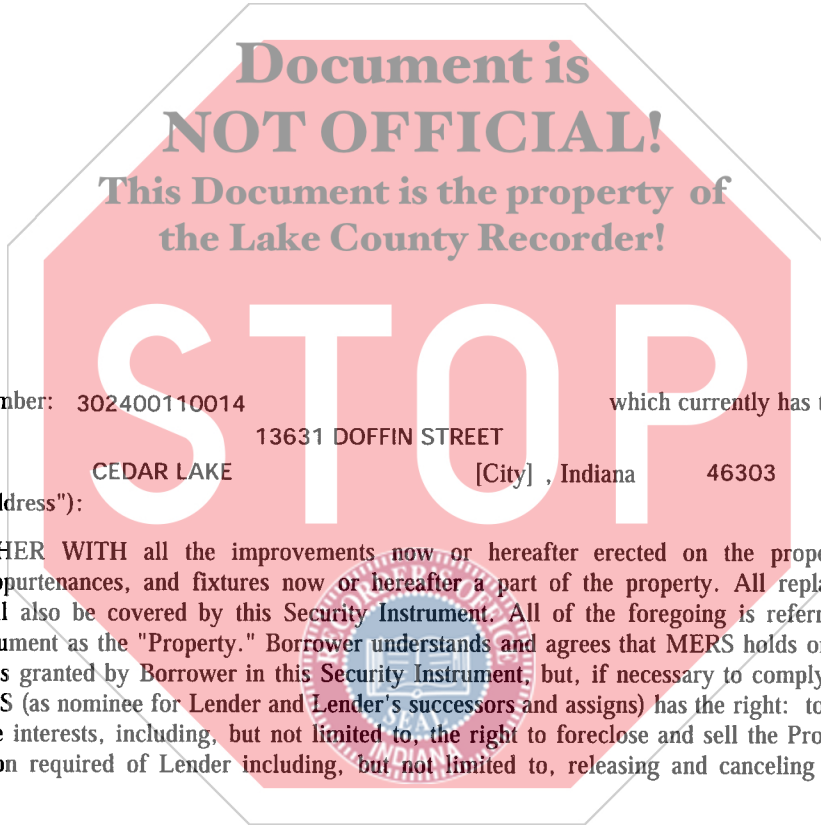 Document is
NOT OFFICIAL!
This Document is the property of
the Lake County Recorder!
STOP
mber: 302400110014 which currently has t
13631 DOFFIN STREET
CEDAR LAKE [City] , Indiana 46303
ddress"):
HER WITH all the improvements now or hereafter erected on the prope
ppurtenances, and fixtures now or hereafter a part of the property. All repla
l also be covered by this Security Instrument. All of the foregoing is referr
ument as the "Property." Borrower understands and agrees that MERS holds o
s granted by Borrower in this Security Instrument, but, if necessary to comply
S (as nominee for Lender and Lender's successors and assigns) has the right: to
e interests, including, but not limited to, the right to foreclose and sell the Pro
on required of Lender including, but not limited to, releasing and canceling
RECORDER'S OFFICE
SEAL
INDIANA